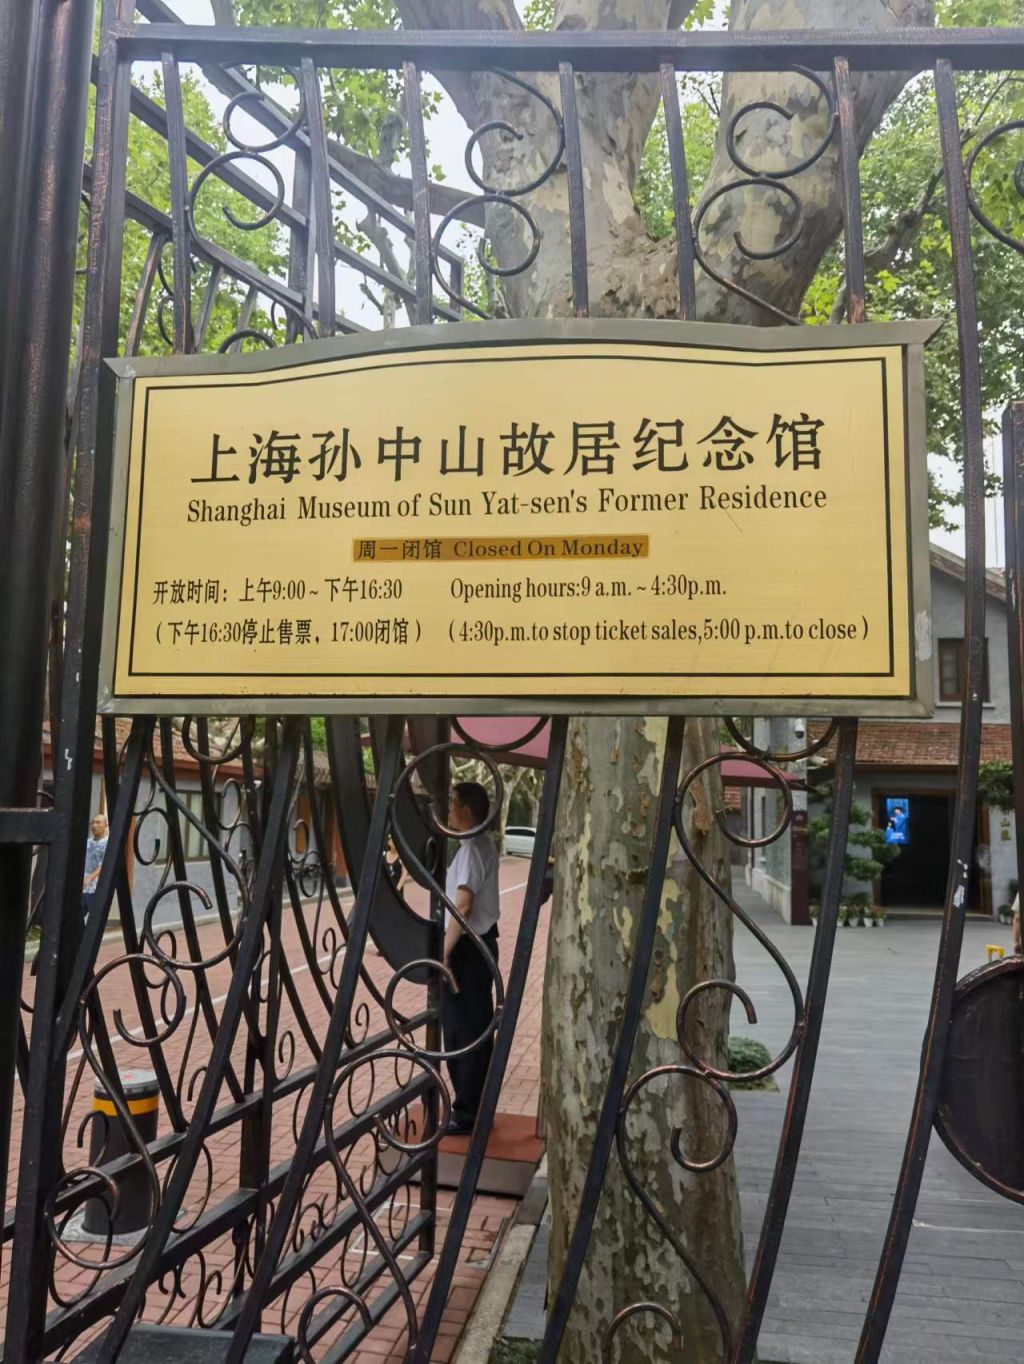 上海孙中山故居纪念馆
Shanghai Museum of Sun Yat-sen's Former Residence
周一闭馆 Closed On Monday
开放时间：上午9:00～下午16:30 Opening hours:9 a.m.～4:30p.m.
（下午16:30停止售票，17:00闭馆） （4:30p.m.to stop ticket sales,5:00 p.m.to close）